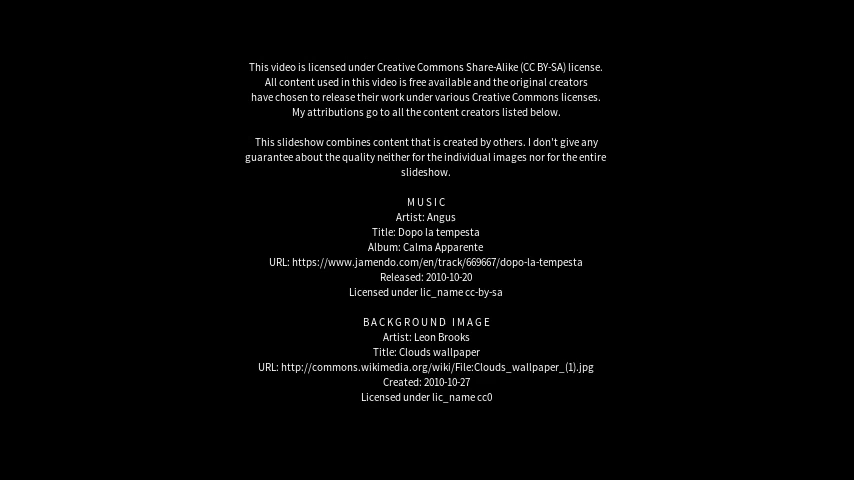 This video is licensed under Creative Commons Share-Alike (CC BY-SA) license.
All content used in this video is free available and the original creators
have chosen to release their work under various Creative Commons licenses.
My attributions go to all the content creators listed below.
This slideshow combines content that is created by others. I don't give any
guarantee about the quality neither for the individual images nor for the entire
slideshow.
MUSIC
Artist: Angus
Title: Dopo la tempesta
Album: Calma Apparente
URL: https://www.jamendo.com/en/track/669667/dopo-la-tempesta
Released: 2010-10-20
Licensed under lic_name cc-by-sa
BACKGROUND IMAGE
Artist: Leon Brooks
Title: Clouds wallpaper
URL: http://commons.wikimedia.org/wiki/File:Clouds_wallpaper_(1).jpg
Created: 2010-10-27
Licensed under lic_name cc0